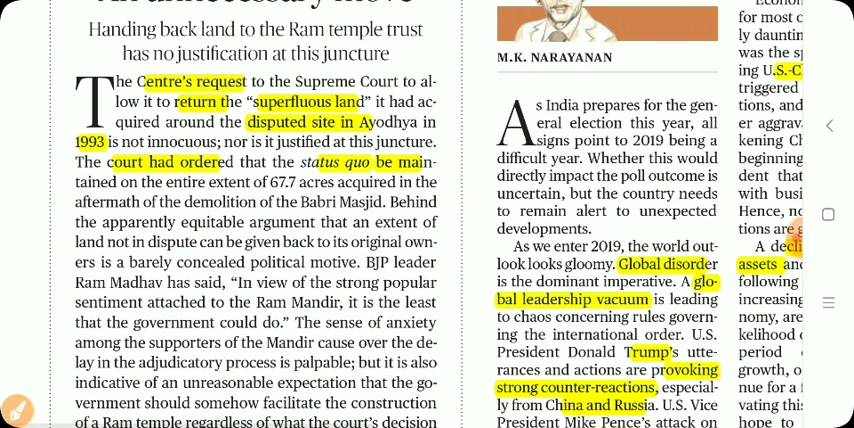 An unnecessary move
Handing back land to the Ram temple trust
has no justification at this juncture
The Centre's request to the Supreme Court to al-
low it to return the "superfluous land" it had ac-
quired around the disputed site in Ayodhya in
1993 is not innocuous; nor is it justified at this juncture.
The court had ordered that the status quo be main-
tained on the entire extent of 67.7 acres acquired in the
aftermath of the demolition of the Babri Masjid. Behind
the apparently equitable argument that an extent of
land not in dispute can be given back to its original own-
ers is a barely concealed political motive. BJP leader
Ram Madhav has said, "In view of the strong popular
sentiment attached to the Ram Mandir, it is the least
that the government could do." The sense of anxiety
among the supporters of the Mandir cause over the de-
lay in the adjudicatory process is palpable; but it is also
indicative of an unreasonable expectation that the go-
vernment should somehow facilitate the construction
of a Ram temple regardless of what the court's decision
M.K. NARAYANAN
As India prepares for the gen-
eral election this year, all
signs point to 2019 being a
difficult year. Whether this would
directly impact the poll outcome is
uncertain, but the country needs
to remain alert to unexpected
developments.
As we enter 2019, the world out-
look looks gloomy. Global disorder
is the dominant imperative. A glo-
bal leadership vacuum is leading
to chaos concerning rules govern-
ing the international order. U.S.
President Donald Trump's utte-
rances and actions are provoking
strong counter-reactions, especial-
ly from China and Russia. U.S. Vice
President Mike Pence's attack on
for most
ly daunti
was the
ing U.S.-C
triggered
tions, and
er aggrav
kening Ch
beginning
dent that
with busi
Hence, no
tions are
A decli
assets an
following
increasing
nomy, are
kelihood
period
growth, o
nue for a
vating this
hope to